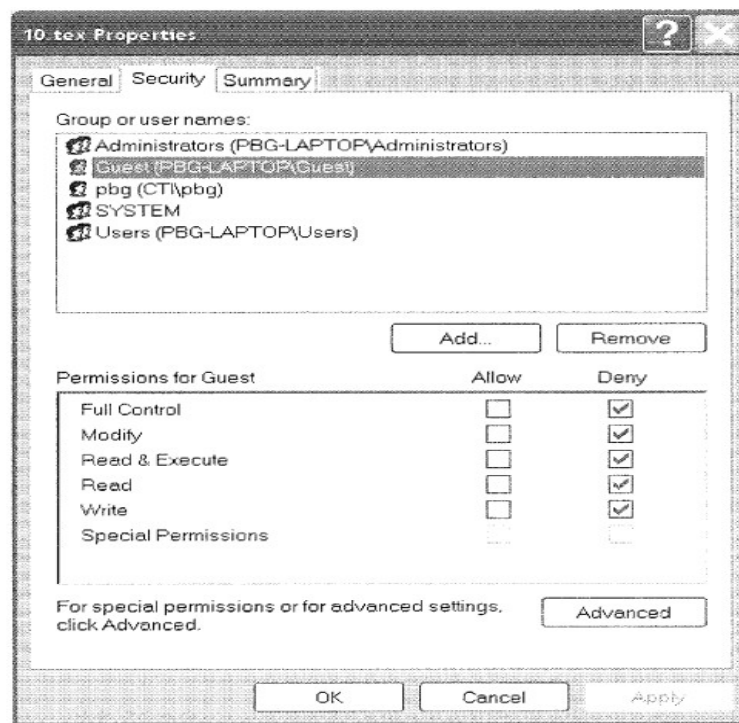 10.tex Properties
General Security Summary
Group or user names:
Administrators (PBG-LAPTOP\Administrators)
Guest (PBG-LAPTOP\Guest)
pbg (CTI\pbg)
SYSTEM
Users (PBG-LAPTOP\Users)
Add... Remove
Permissions for Guest Allow Deny
Full Control
Modify
Read & Execute
Read
Write
Special Permissions
For special permissions or for advanced settings, Advanced
click Advanced.
OK Cancel Apply